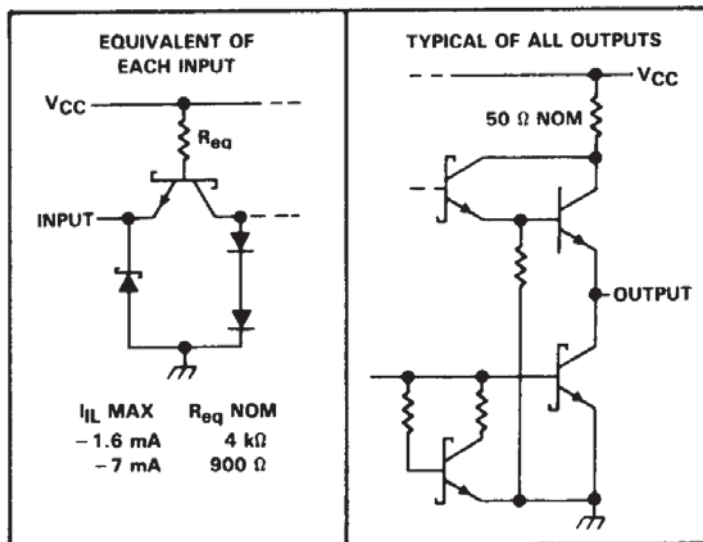 EQUIVALENT OF
EACH INPUT
VCC
Req
INPUT
IIL MAX Req NOM
−1.6 mA 4 kΩ
−7 mA 900 Ω
TYPICAL OF ALL OUTPUTS
VCC
50 Ω NOM
OUTPUT